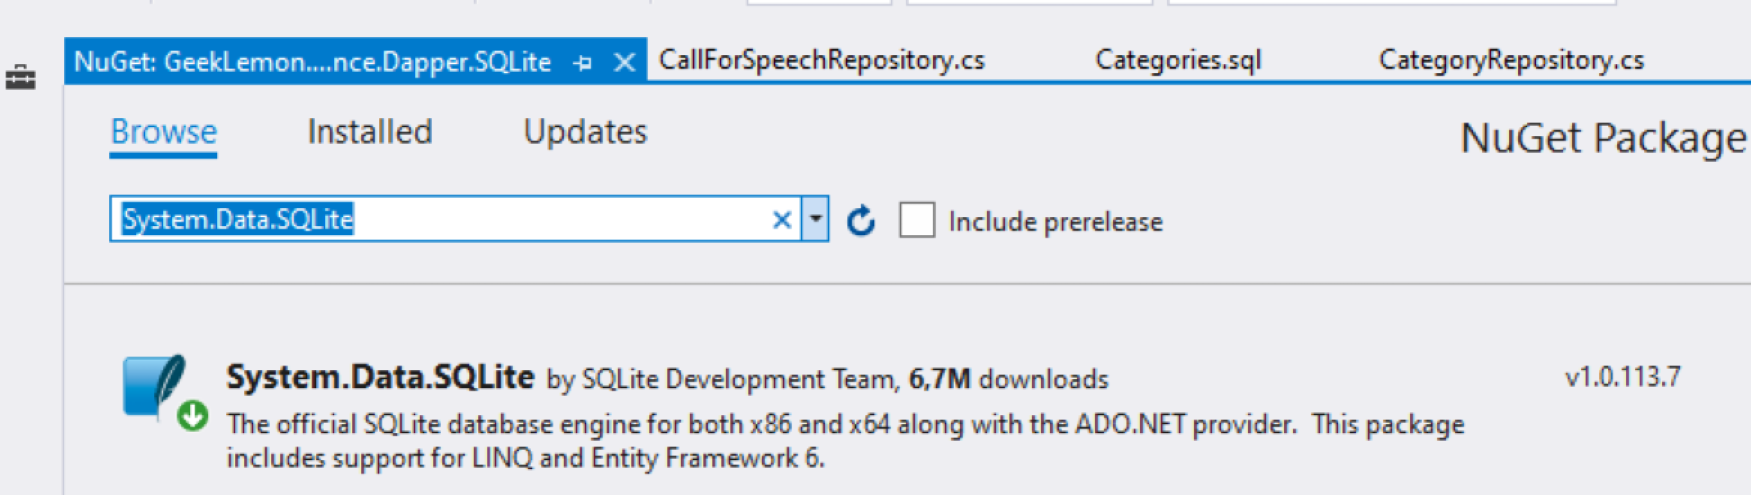 NuGet: GeekLemon....nce.Dapper.SQLite CallForSpeechRepository.cs Categories.sql CategoryRepository.cs
Browse Installed Updates NuGet Package
System.Data.SQLite Include prerelease
System.Data.SQLite by SQLite Development Team, 6,7M downloads v1.0.113.7
The official SQLite database engine for both x86 and x64 along with the ADO.NET provider. This package
includes support for LINQ and Entity Framework 6.